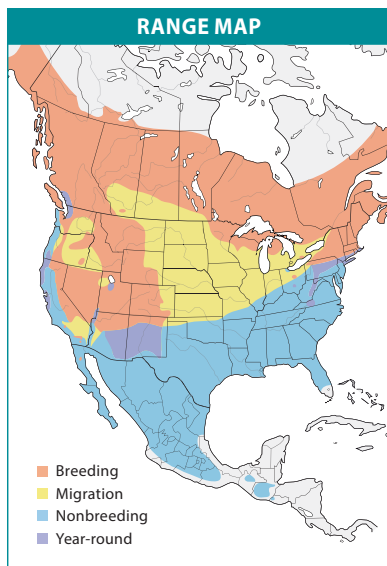 RANGE MAP
Breeding
Migration
Nonbreeding
Year-round